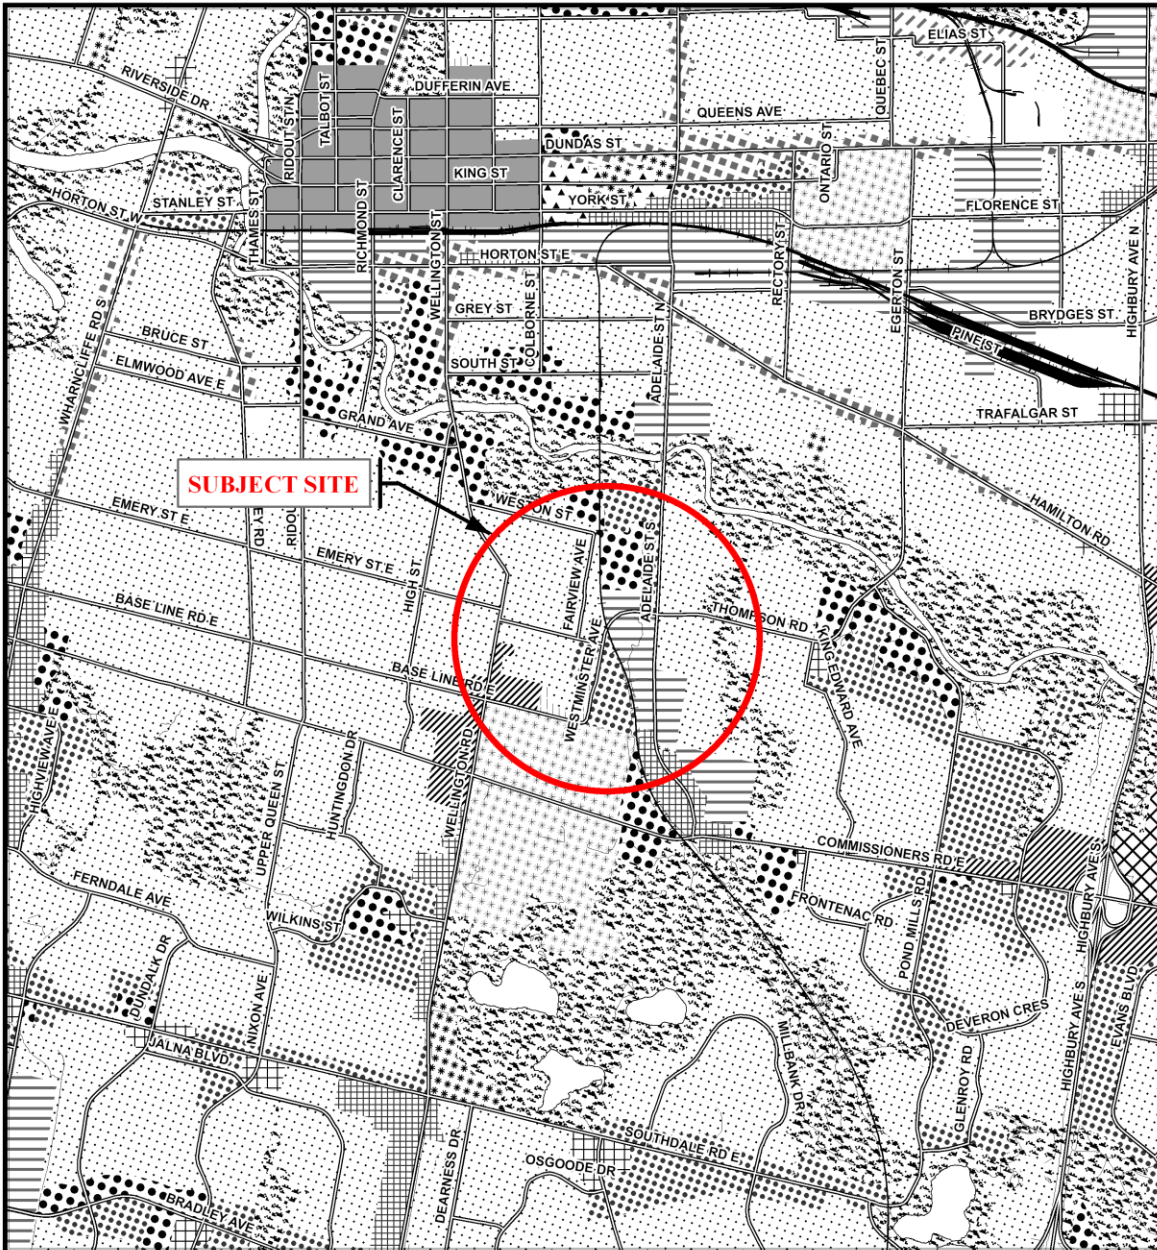 ELIAS ST
QUEBEC ST
RIVERSIDE DR
TALBOT ST
DUFFERIN AVE
RIDOUT ST N
CLARENCE ST
QUEENS AVE
DUNDAS ST
KING ST
ONTARIO ST
STANLEY ST
YORK ST
FLORENCE ST
HORTON ST W
THAMES ST
RICHMOND ST
WELLINGTON ST
HORTON ST E
RECTORY ST
EGERTON ST
HIGHBURY AVE N
COLBORNE ST
GREY ST
BRYDGES ST
PINE ST
BRUCE ST
ELMWOOD AVE E
SOUTH ST
ADELAIDE ST N
WHARNCLIFFE RD S
GRAND AVE
TRAFALGAR ST
SUBJECT SITE
WESTON ST
HAMILTON RD
EMERY ST E
EY RD
RIDOU
EMERY ST E
HIGH ST
FAIRVIEW AVE
ADELAIDE ST S
BASE LINE RD E
THOMPSON RD
KING EDWARD AVE
BASE LINE RD E
WESTMINSTER AVE
HIGHVIEW AVE E
HUNTINGDON DR
WELLINGTON RD
UPPER QUEEN ST
COMMISSIONERS RD E
FERNDALE AVE
WILKINS ST
FRONTENAC RD
POND MILLS RD
HIGHBURY AVE S
DUNDALK DR
NIXON AVE
DEVERON CRES
EVANS BLVD
JALNA BLVD
MILLBANK DR
GLENROY RD
HIGHBURY AVE S
SOUTHDALE RD E
OSGOODE DR
DEARNESS DR
BRADLEY AVE